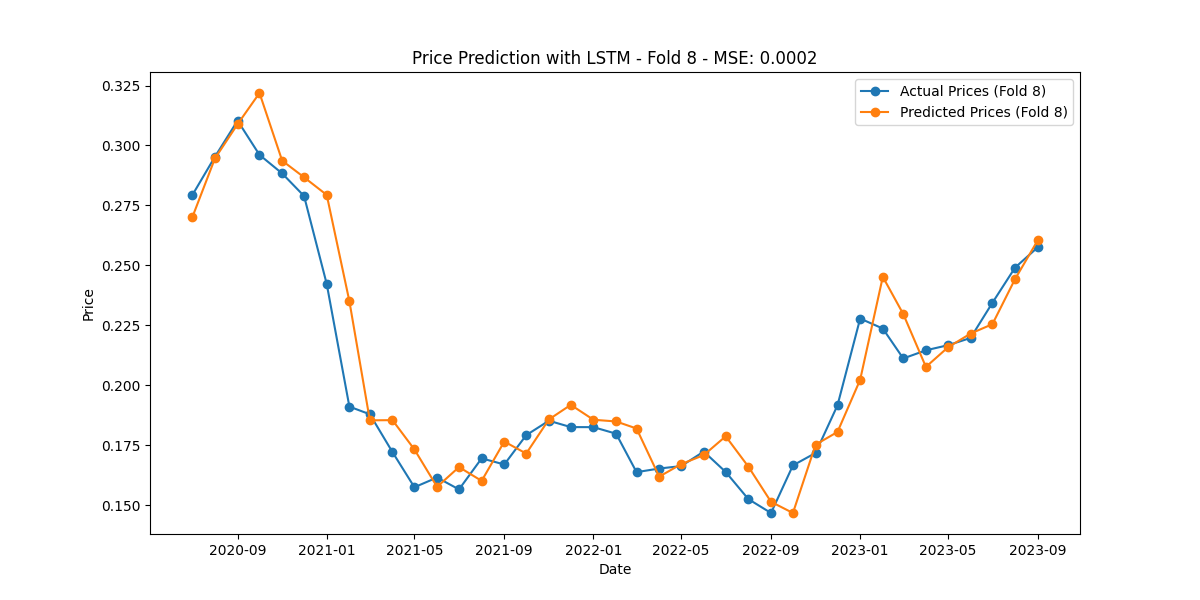 Price Prediction with LSTM - Fold 8 - MSE: 0.0002
Actual Prices (Fold 8)
Predicted Prices (Fold 8)
Price
0.325
0.300
0.275
0.250
0.225
0.200
0.175
0.150
2020-09 2021-01 2021-05 2021-09 2022-01 2022-05 2022-09 2023-01 2023-05 2023-09
Date